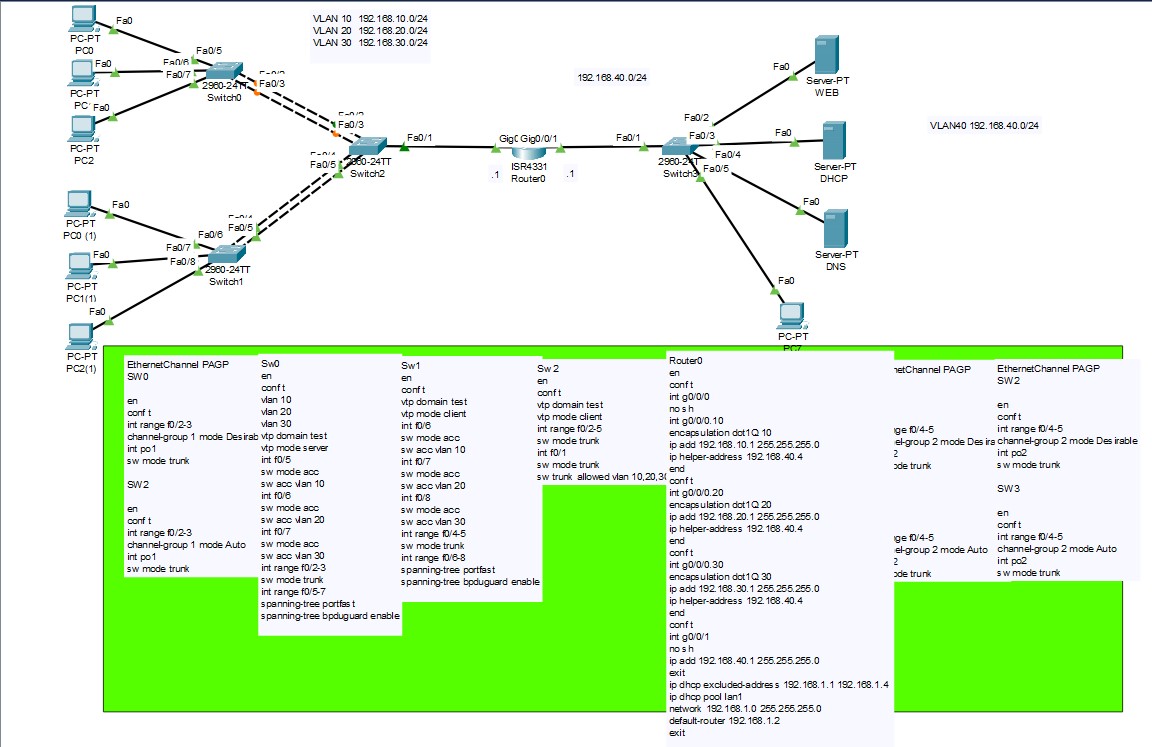 VLAN 10 192.168.10.0/24
VLAN 20 192.168.20.0/24
VLAN 30 192.168.30.0/24
192.168.40.0/24
VLAN40 192.168.40.0/24
Fa0
PC-PT
PC0
Fa0
PC-PT
PC
Fa0
PC-PT
PC2
Fa0/5
Fa0/6
Fa0/7
Fa0/3
2960-24TT
Switch0
Fa0/3
Fa0/5
2960-24TT
Switch2
Fa0/1
Gig0/0/1
ISR4331
Router0
.1
.1
Fa0/1
2960-24T
Switch3
Fa0/2
Fa0/3
Fa0/4
Fa0/5
Fa0
Server-PT
WEB
Fa0
Server-PT
DHCP
Fa0
Server-PT
DNS
Fa0
PC-PT
PC7
Fa0
PC-PT
PC0 (1)
Fa0
PC-PT
PC1(1)
Fa0
PC-PT
PC2(1)
Fa0/6
Fa0/7
Fa0/8
Fa0/5
2960-24TT
Switch1
EthernetChannel PAGP
SW0
en
conf t
int range f0/2-3
channel-group 1 mode Desirab
int po1
sw mode trunk
SW2
en
conf t
int range f0/2-3
channel-group 1 mode Auto
int po1
sw mode trunk
Sw0
en
conf t
vlan 10
vlan 20
vlan 30
vtp domain test
vtp mode server
int f0/5
sw mode acc
sw acc vlan 10
int f0/6
sw mode acc
sw acc vlan 20
int f0/7
sw mode acc
sw acc vlan 30
int range f0/2-3
sw mode trunk
int range f0/5-7
spanning-tree portfast
spanning-tree bpduguard enable
Sw1
en
conf t
vtp domain test
vtp mode client
int f0/6
sw mode acc
sw acc vlan 10
int f0/7
sw mode acc
sw acc vlan 20
int f0/8
sw mode acc
sw acc vlan 30
int range f0/4-5
sw mode trunk
int range f0/6-8
spanning-tree portfast
spanning-tree bpduguard enable
Sw 2
en
conf t
vtp domain test
vtp mode client
int range f0/2-5
sw mode trunk
int f0/1
sw mode trunk
sw trunk allowed vlan 10,20,30
Router0
en
conf t
int g0/0/0
no sh
int g0/0/0.10
encapsulation dot1Q 10
ip add 192.168.10.1 255.255.255.0
ip helper-address 192.168.40.4
end
conf t
int g0/0/0.20
encapsulation dot1Q 20
ip add 192.168.20.1 255.255.255.0
ip helper-address 192.168.40.4
end
conf t
int g0/0/0.30
encapsulation dot1Q 30
ip add 192.168.30.1 255.255.255.0
ip helper-address 192.168.40.4
end
conf t
int g0/0/1
no sh
ip add 192.168.40.1 255.255.255.0
exit
ip dhcp excluded-address 192.168.1.1 192.168.1.4
ip dhcp pool lan1
network 192.168.1.0 255.255.255.0
default-router 192.168.1.2
exit
netChannel PAGP
ge f0/4-5
el-group 2 mode Desira
2
ode trunk
ge f0/4-5
el-group 2 mode Auto
2
ode trunk
EthernetChannel PAGP
SW2
en
conf t
int range f0/4-5
channel-group 2 mode Desirable
int po2
sw mode trunk
SW3
en
conf t
int range f0/4-5
channel-group 2 mode Auto
int po2
sw mode trunk